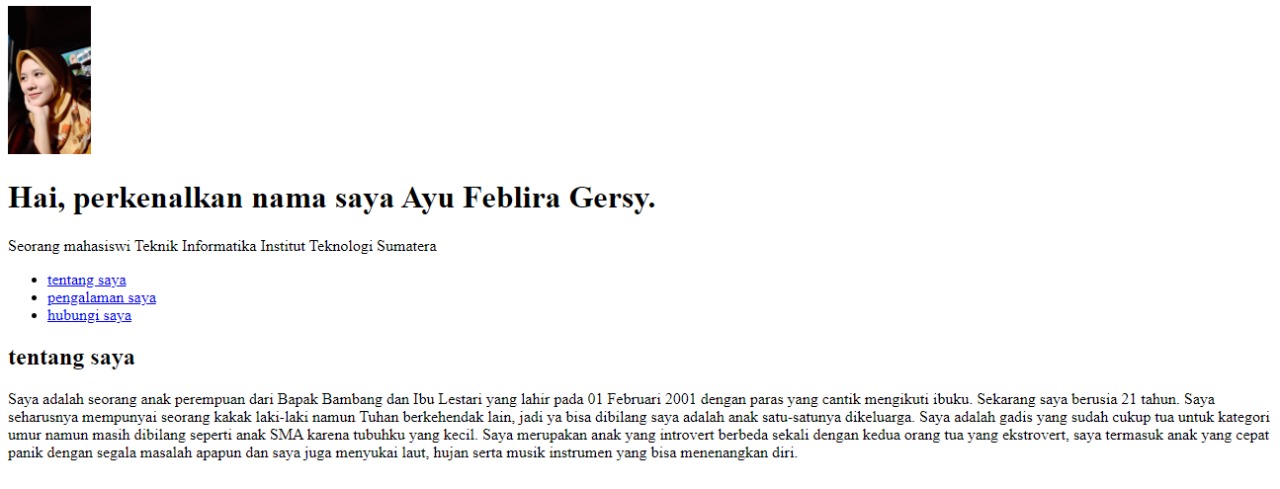 Hai, perkenalkan nama saya Ayu Feblira Gersy.
Seorang mahasiswi Teknik Informatika Institut Teknologi Sumatera
tentang saya
pengalaman saya
hubungi saya
tentang saya
Saya adalah seorang anak perempuan dari Bapak Bambang dan Ibu Lestari yang lahir pada 01 Februari 2001 dengan paras yang cantik mengikuti ibuku. Sekarang saya berusia 21 tahun. Saya
seharusnya mempunyai seorang kakak laki-laki namun Tuhan berkehendak lain, jadi ya bisa dibilang saya adalah anak satu-satunya dikeluarga. Saya adalah gadis yang sudah cukup tua untuk kategori
umur namun masih dibilang seperti anak SMA karena tubuhku yang kecil. Saya merupakan anak yang introvert berbeda sekali dengan kedua orang tua yang ekstrovert, saya termasuk anak yang cepat
panik dengan segala masalah apapun dan saya juga menyukai laut, hujan serta musik instrumen yang bisa menenangkan diri.